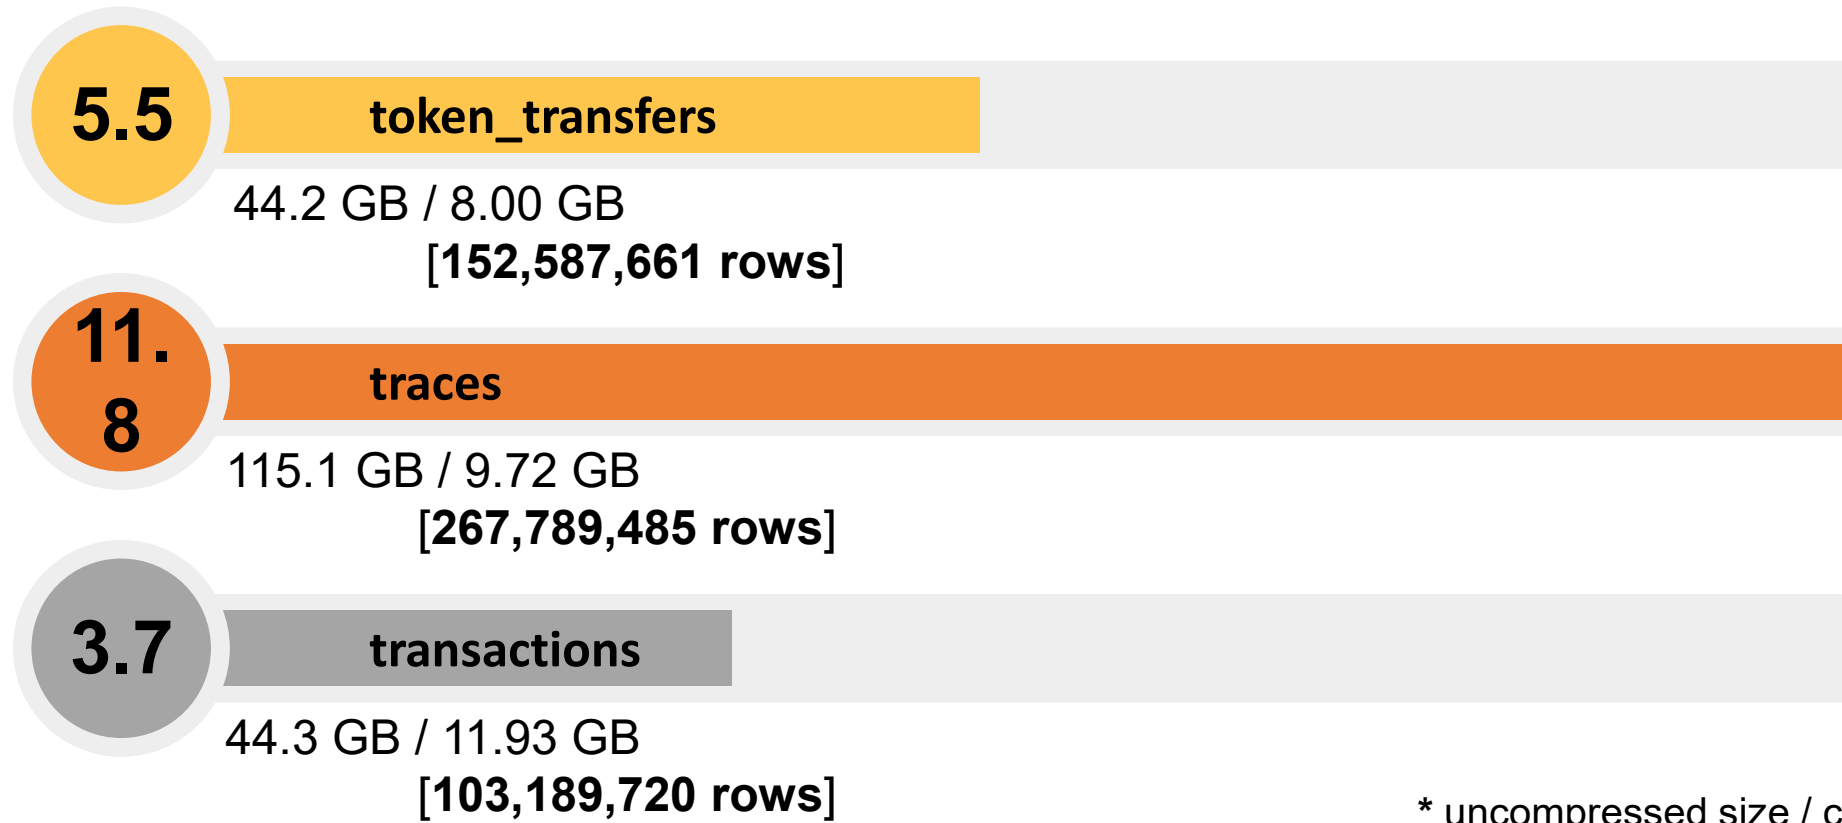 5.5
token_transfers
44.2 GB / 8.00 GB
[152,587,661 rows]
11.
8
traces
115.1 GB / 9.72 GB
[267,789,485 rows]
3.7
transactions
44.3 GB / 11.93 GB
[103,189,720 rows]
* uncompressed size / c